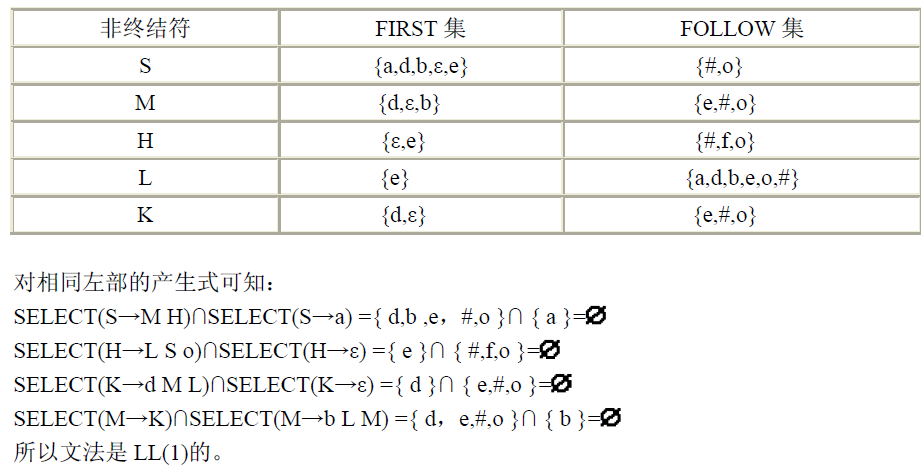 非终结符 FIRST 集 FOLLOW 集
S {a,d,b,ε,e} {#,o}
M {d,ε,b} {e,#,o}
H {ε,e} {#,f,o}
L {e} {a,d,b,e,o,#}
K {d,ε} {e,#,o}
对相同左部的产生式可知：
SELECT(S→M H)∩SELECT(S→a) ={ d,b ,e，#,o }∩ { a }=Ø
SELECT(H→L S o)∩SELECT(H→ε) ={ e }∩ { #,f,o }=Ø
SELECT(K→d M L)∩SELECT(K→ε) ={ d }∩ { e,#,o }=Ø
SELECT(M→K)∩SELECT(M→b L M) ={ d，e,#,o }∩ { b }=Ø
所以文法是 LL(1)的。